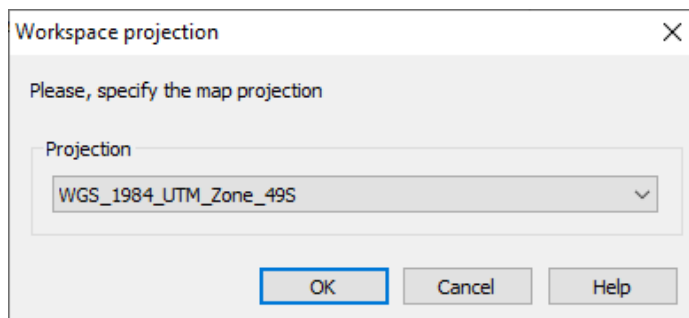 Workspace projection
Please, specify the map projection
Projection
WGS_1984_UTM_Zone_49S
OK Cancel Help